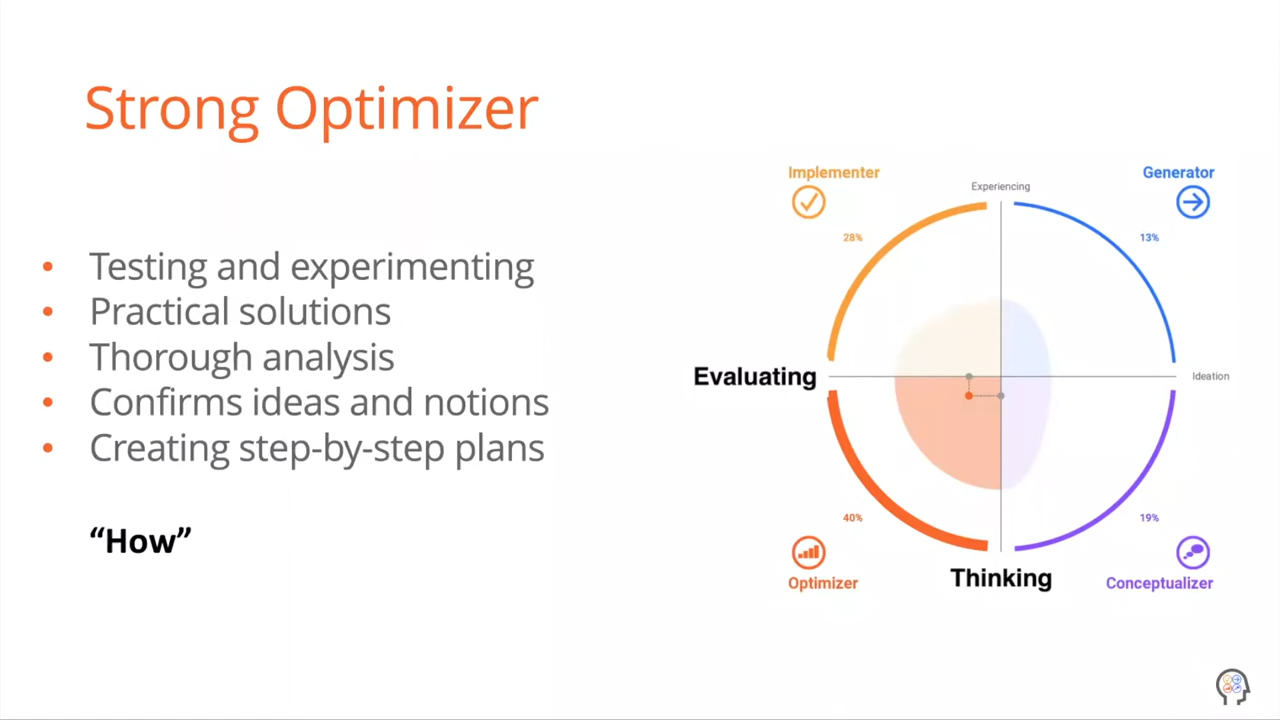 Strong Optimizer
• Testing and experimenting
• Practical solutions
• Thorough analysis
• Confirms ideas and notions
• Creating step-by-step plans
“How”
Implementer
Generator
Experiencing
28%
13%
Evaluating
Ideation
40%
19%
Optimizer
Thinking
Conceptualizer